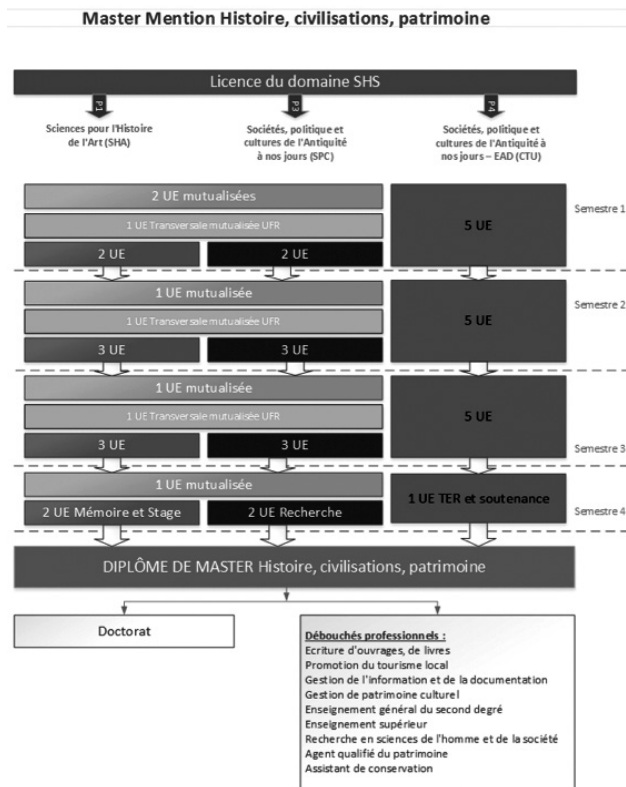 Master Mention Histoire, civilisations, patrimoine
Licence du domaine SHS
P1
P3
P4
Sciences pour l'Histoire
de l'Art (SHA)
Sociétés, politique et
cultures de l'Antiquité
à nos jours (SPC)
Sociétés, politique et
cultures de l'Antiquité à
nos jours – EAD (CTU)
2 UE mutualisées
1 UE Transversale mutualisée UFR
2 UE
2 UE
5 UE
Semestre 1
1 UE mutualisée
1 UE Transversale mutualisée UFR
3 UE
3 UE
5 UE
Semestre 2
1 UE mutualisée
1 UE Transversale mutualisée UFR
3 UE
3 UE
5 UE
Semestre 3
1 UE mutualisée
2 UE Mémoire et Stage
2 UE Recherche
1 UE TER et soutenance
Semestre 4
DIPLÔME DE MASTER Histoire, civilisations, patrimoine
Doctorat
Débouchés professionnels :
Ecriture d'ouvrages, de livres
Promotion du tourisme local
Gestion de l'information et de la documentation
Gestion de patrimoine culturel
Enseignement général du second degré
Enseignement supérieur
Recherche en sciences de l'homme et de la société
Agent qualifié du patrimoine
Assistant de conservation